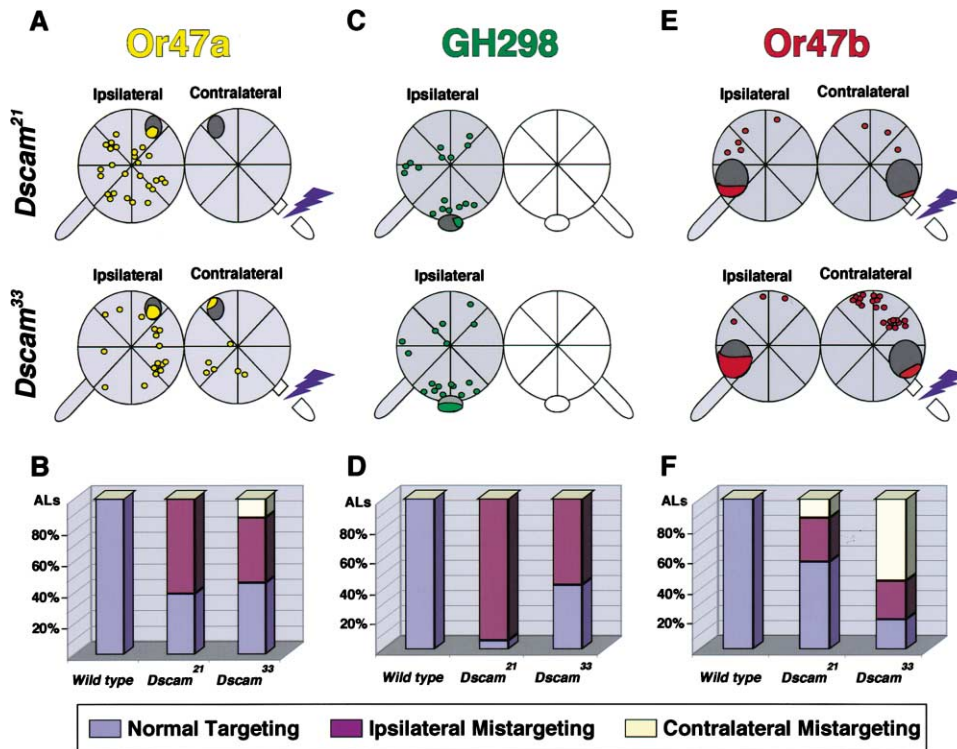 A C E
Or47a GH298 Or47b
Ipsilateral Contralateral Ipsilateral Ipsilateral Contralateral
Dscam21
Ipsilateral Contralateral Ipsilateral Ipsilateral Contralateral
Dscam33
B D F
ALs ALs ALs
80% 80% 80%
60% 60% 60%
40% 40% 40%
20% 20% 20%
Wild type Dscam21 Dscam33 Wild type Dscam21 Dscam33 Wild type Dscam21 Dscam33
Normal Targeting Ipsilateral Mistargeting Contralateral Mistargeting